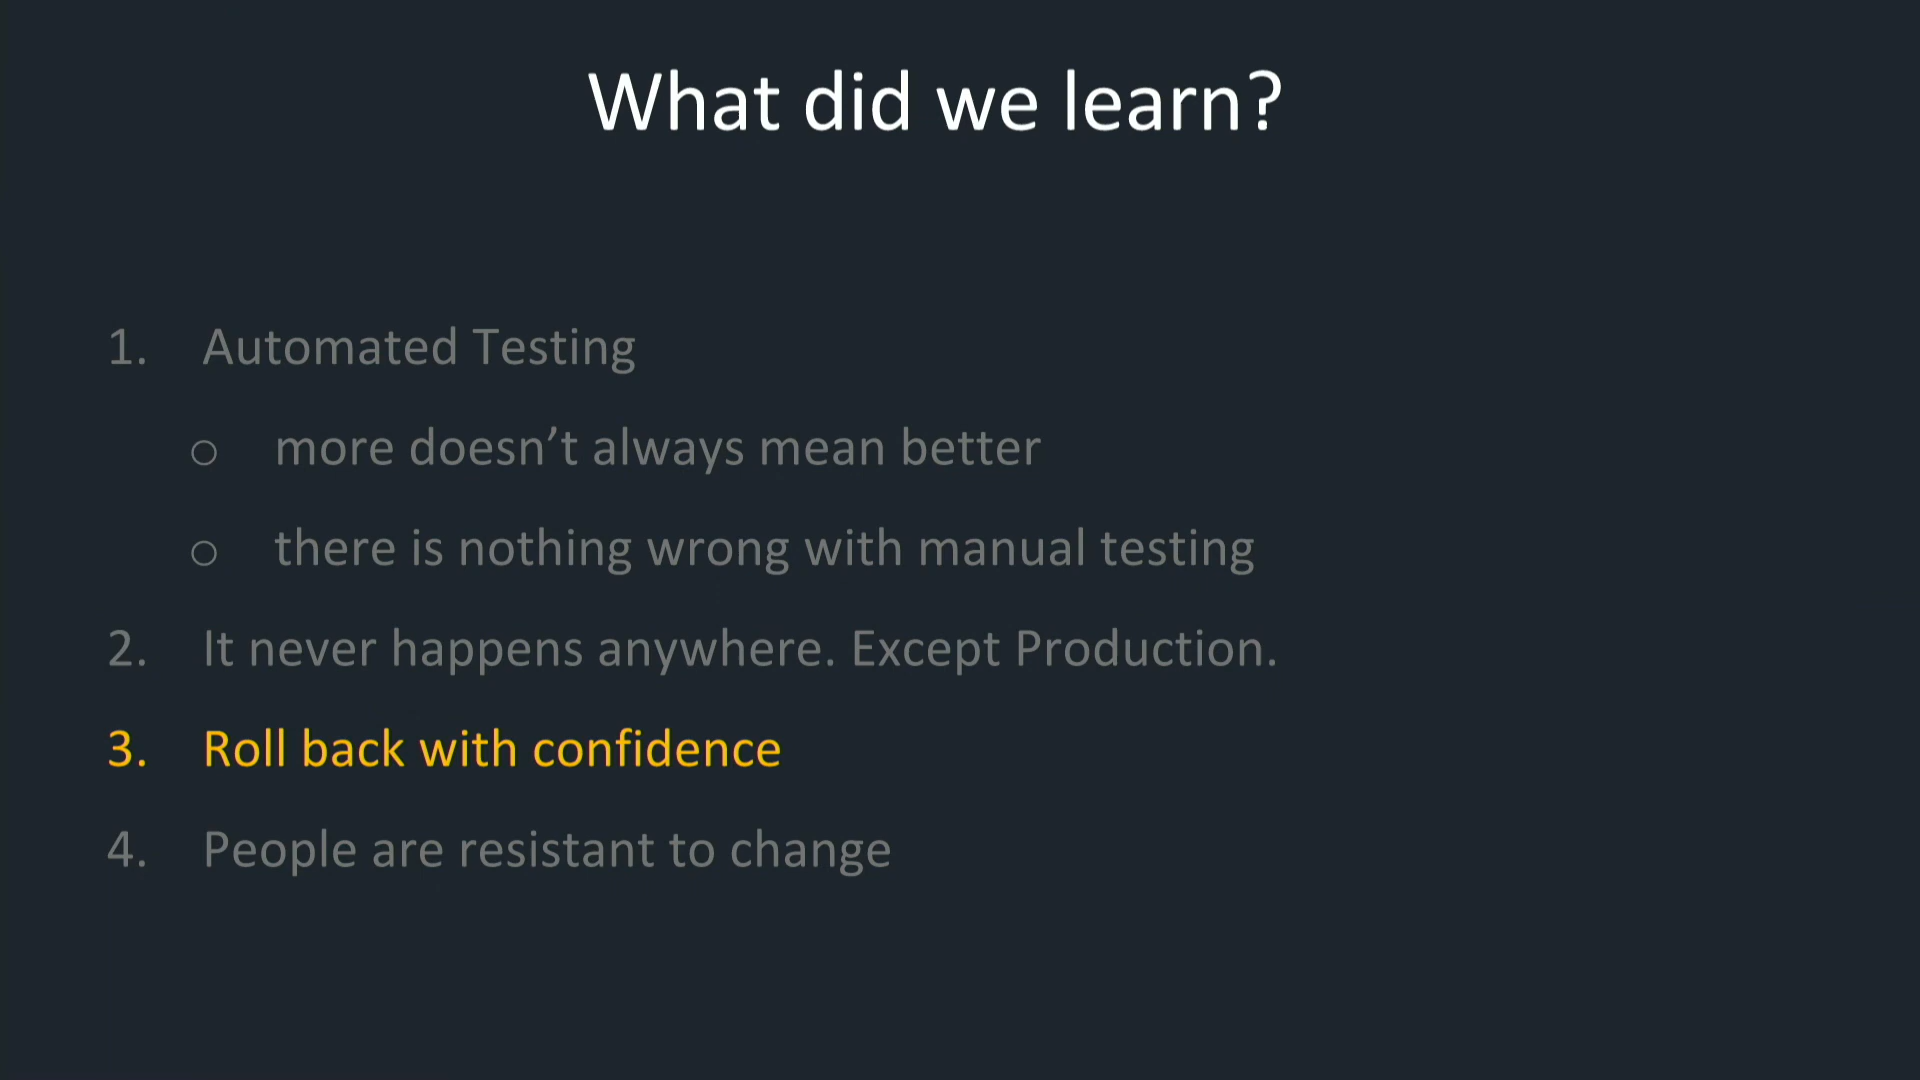 What did we learn?
1. Automated Testing
o more doesn’t always mean better
o there is nothing wrong with manual testing
2. It never happens anywhere. Except Production.
3. Roll back with confidence
4. People are resistant to change